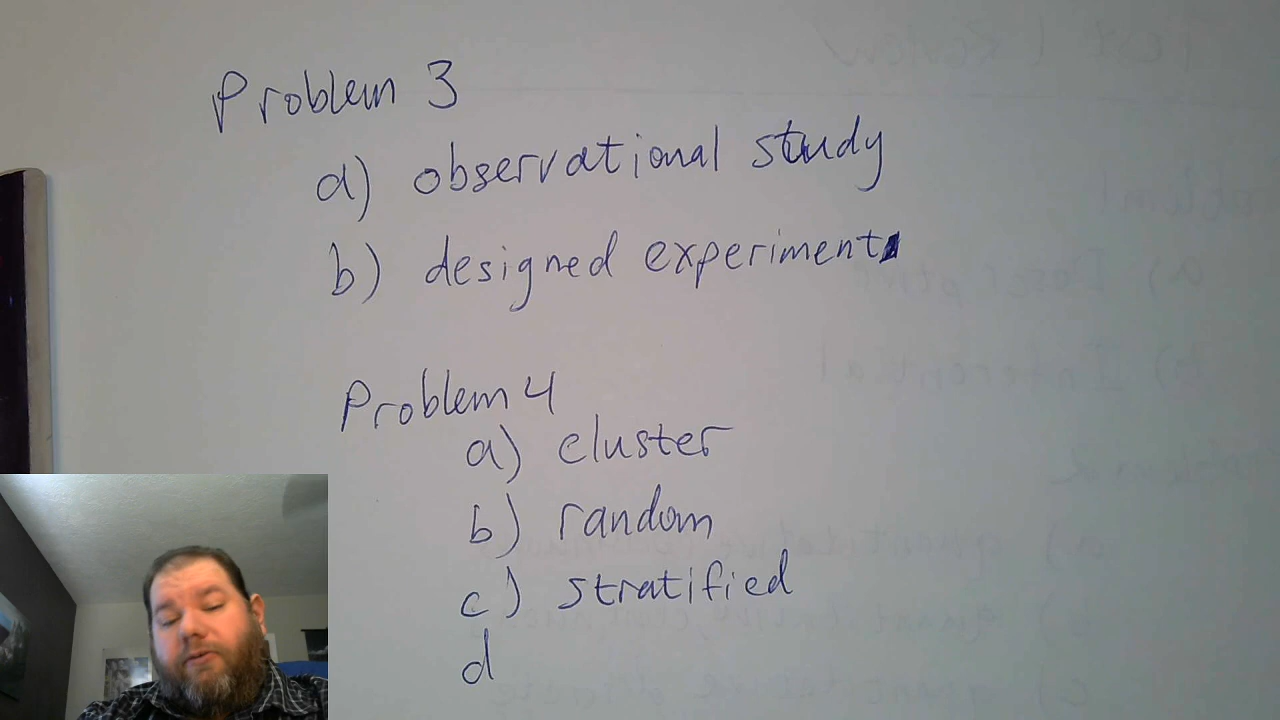 Problem 3
a) observational study
b) designed experiment
Problem 4
a) cluster
b) random
c) stratified
d